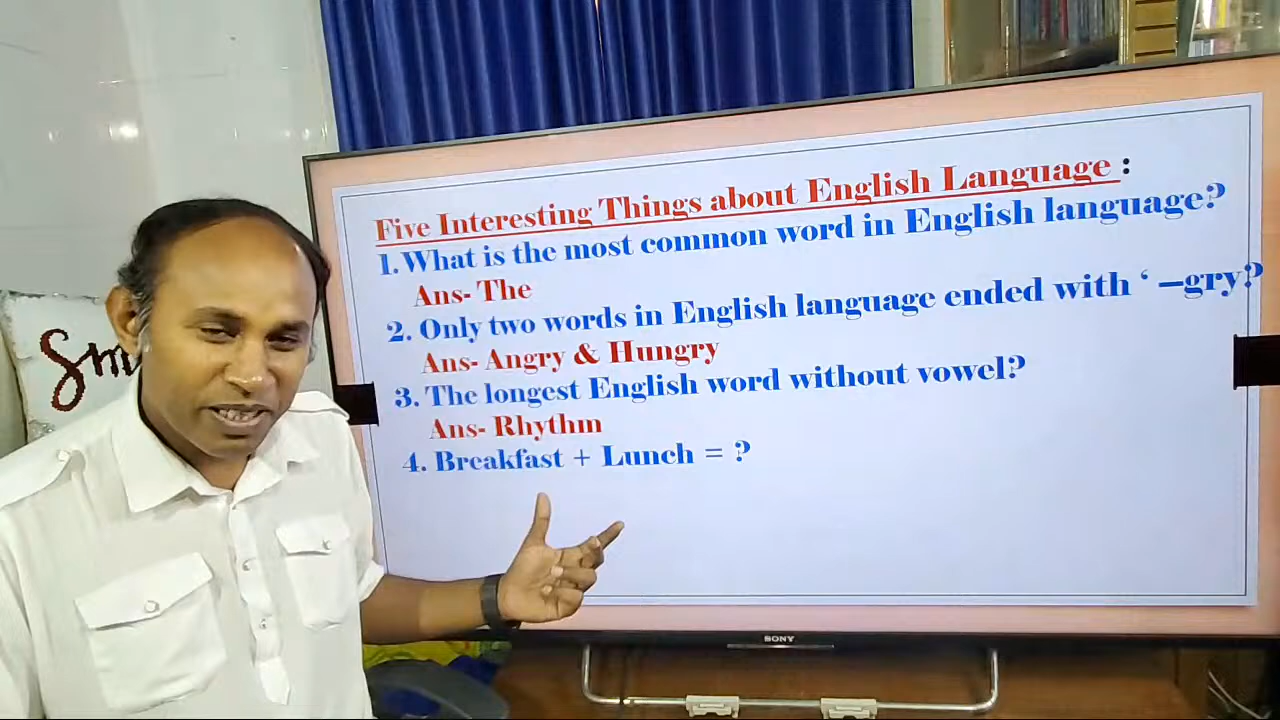 Five Interesting Things about English Language :
1. What is the most common word in English language?
Ans- The
2. Only two words in English language ended with ‘ –gry?
Ans- Angry & Hungry
3. The longest English word without vowel?
Ans- Rhythm
4. Breakfast + Lunch = ?
Sm
SONY